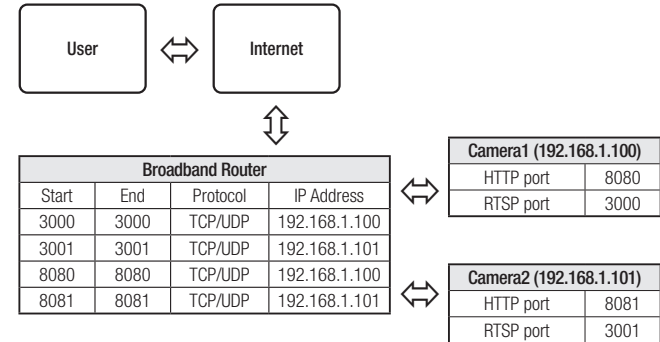 User
Internet
Broadband Router
Start End Protocol IP Address
3000 3000 TCP/UDP 192.168.1.100
3001 3001 TCP/UDP 192.168.1.101
8080 8080 TCP/UDP 192.168.1.100
8081 8081 TCP/UDP 192.168.1.101
Camera1 (192.168.1.100)
HTTP port 8080
RTSP port 3000
Camera2 (192.168.1.101)
HTTP port 8081
RTSP port 3001